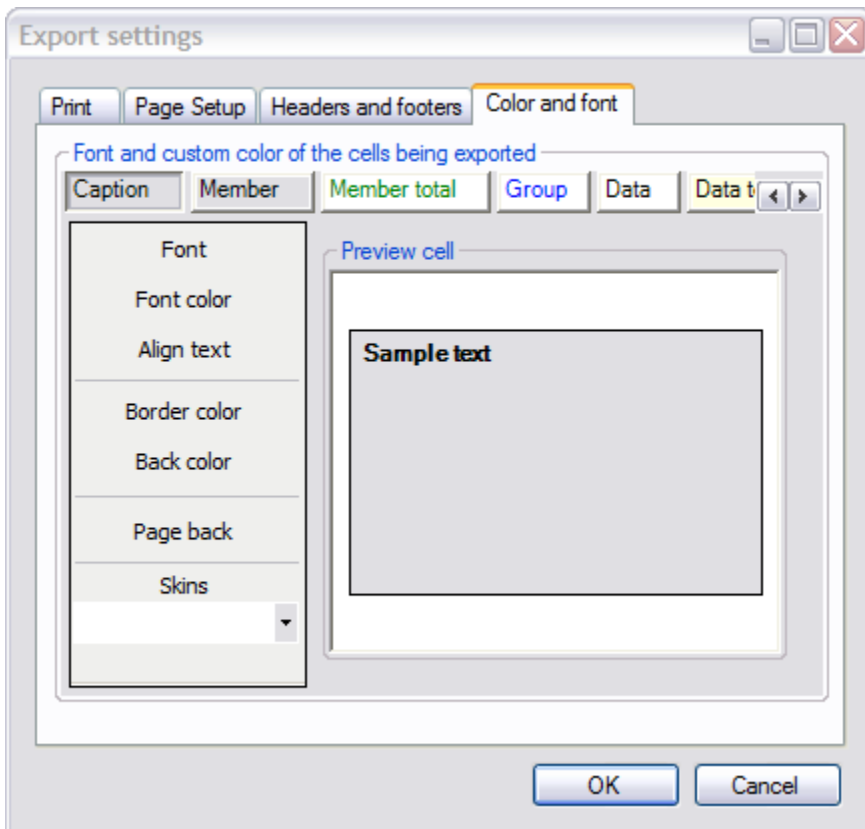 Export settings
Print Page Setup Headers and footers Color and font
Font and custom color of the cells being exported
Caption Member Member total Group Data Data t
Font
Font color
Align text
Border color
Back color
Page back
Skins
Preview cell
Sample text
OK Cancel